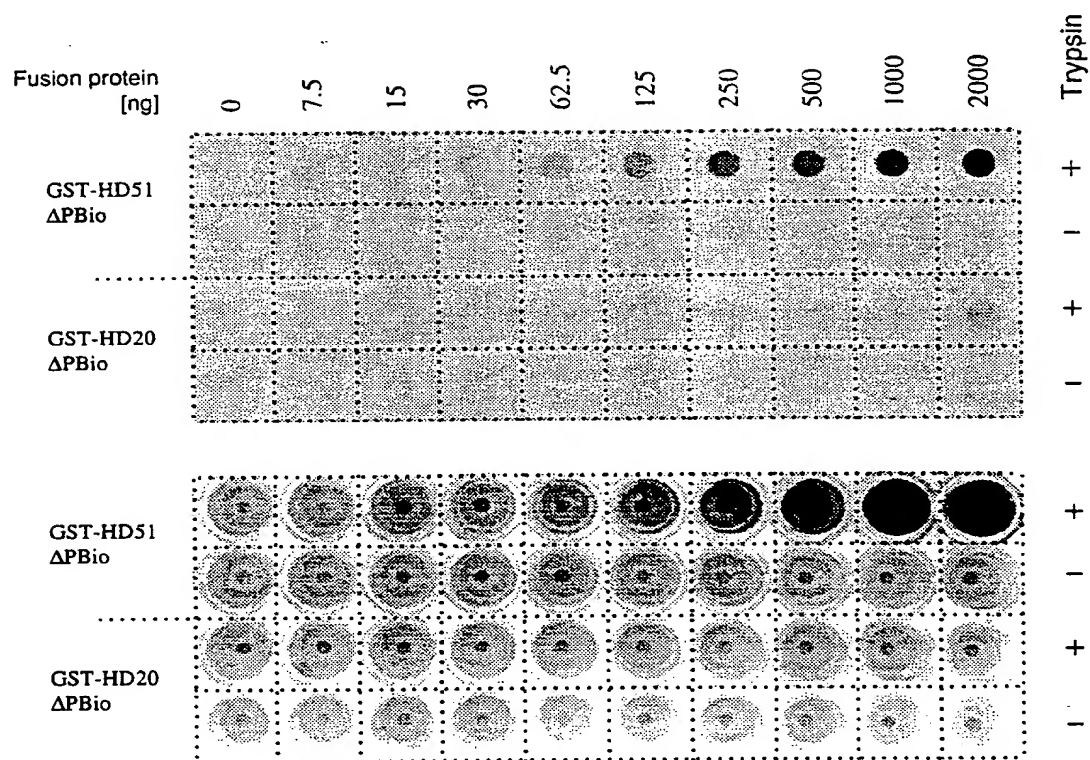 Fusion protein
[ng]
0 7.5 15 30 62.5 125 250 500 1000 2000 Trypsin
GST-HD51
ΔPBio
+
−
GST-HD20
ΔPBio
+
−
GST-HD51
ΔPBio
+
−
GST-HD20
ΔPBio
+
−